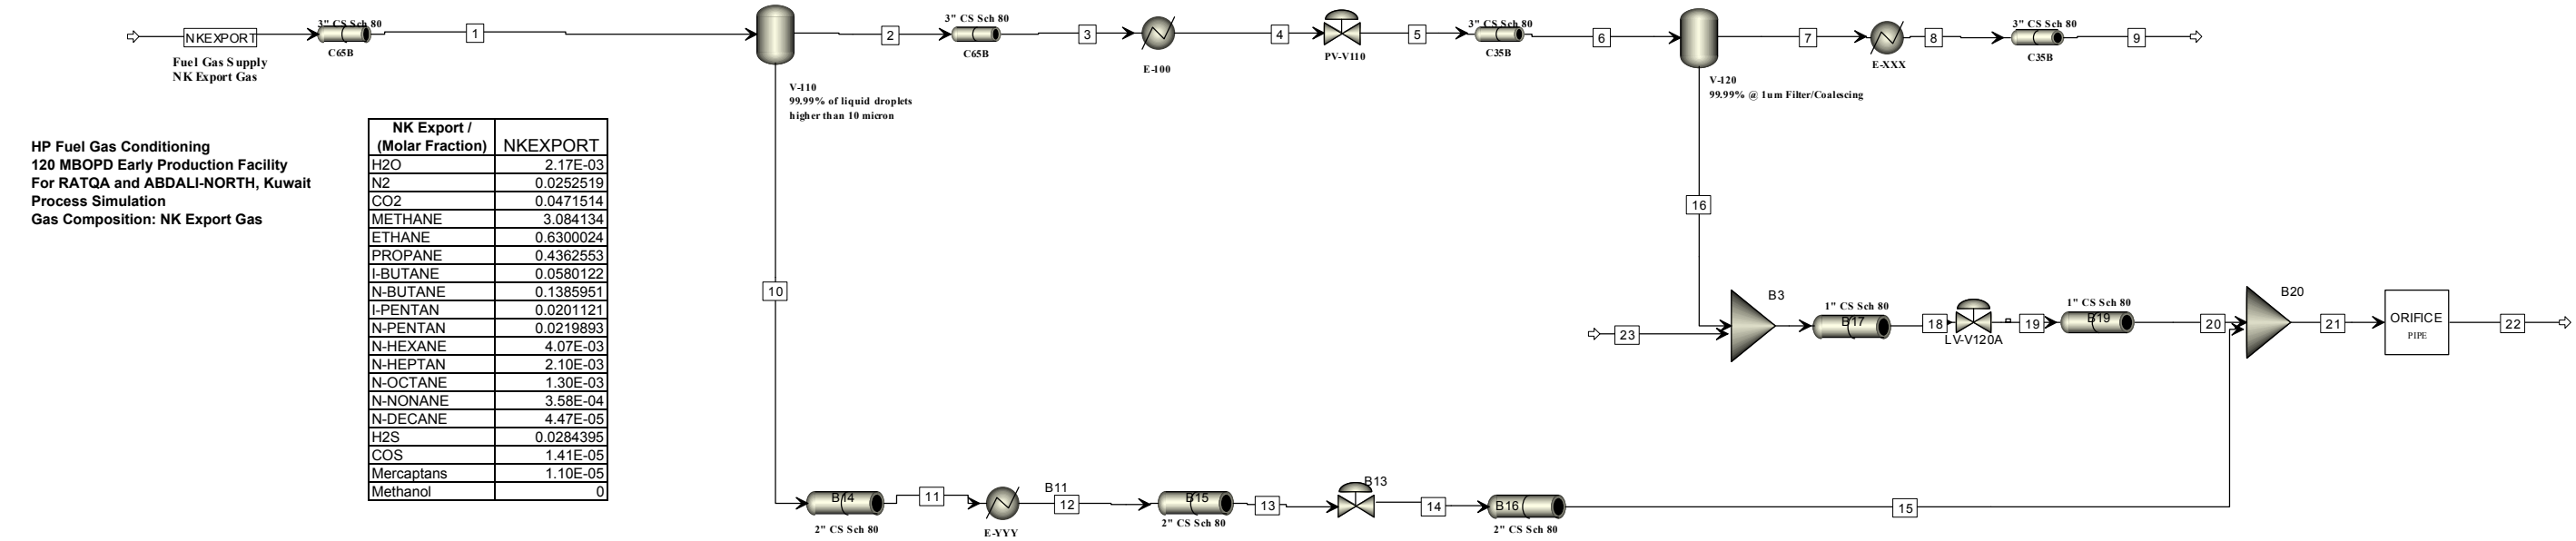 3" CS Sch 80
NKEXPORT
C65B
1
Fuel Gas Supply
NK Export Gas
V-110
99.99% of liquid droplets
higher than 10 micron
2
3" CS Sch 80
C65B
3
E-100
4
PV-V110
5
3" CS Sch 80
C35B
6
V-120
99.99% @ 1um Filter/Coalescing
7
E-XXX
8
3" CS Sch 80
C35B
9
HP Fuel Gas Conditioning
120 MBOPD Early Production Facility
For RATQA and ABDALI-NORTH, Kuwait
Process Simulation
Gas Composition: NK Export Gas
NK Export /
(Molar Fraction) NKEXPORT
H2O 2.17E-03
N2 0.0252519
CO2 0.0471514
METHANE 3.084134
ETHANE 0.6300024
PROPANE 0.4362553
I-BUTANE 0.0580122
N-BUTANE 0.1385951
I-PENTAN 0.0201121
N-PENTAN 0.0219893
N-HEXANE 4.07E-03
N-HEPTAN 2.10E-03
N-OCTANE 1.30E-03
N-NONANE 3.58E-04
N-DECANE 4.47E-05
H2S 0.0284395
COS 1.41E-05
Mercaptans 1.10E-05
Methanol 0
10
16
23
B3
1" CS Sch 80
B17
18
LV-V120A
19
1" CS Sch 80
B19
20
B20
21
ORIFICE
PIPE
22
B14
2" CS Sch 80
11
B11
E-YYY
12
B15
2" CS Sch 80
13
B13
14
B16
2" CS Sch 80
15